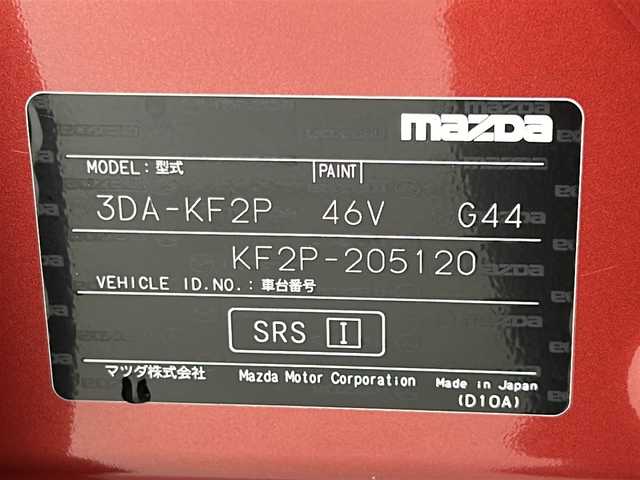 mazda
MODEL: 型式 |PAINT|
3DA-KF2P 46V G44
KF2P-205120
VEHICLE ID.NO.: 車台番号
SRS I
マツダ株式会社 Mazda Motor Corporation Made in Japan
(D10A)